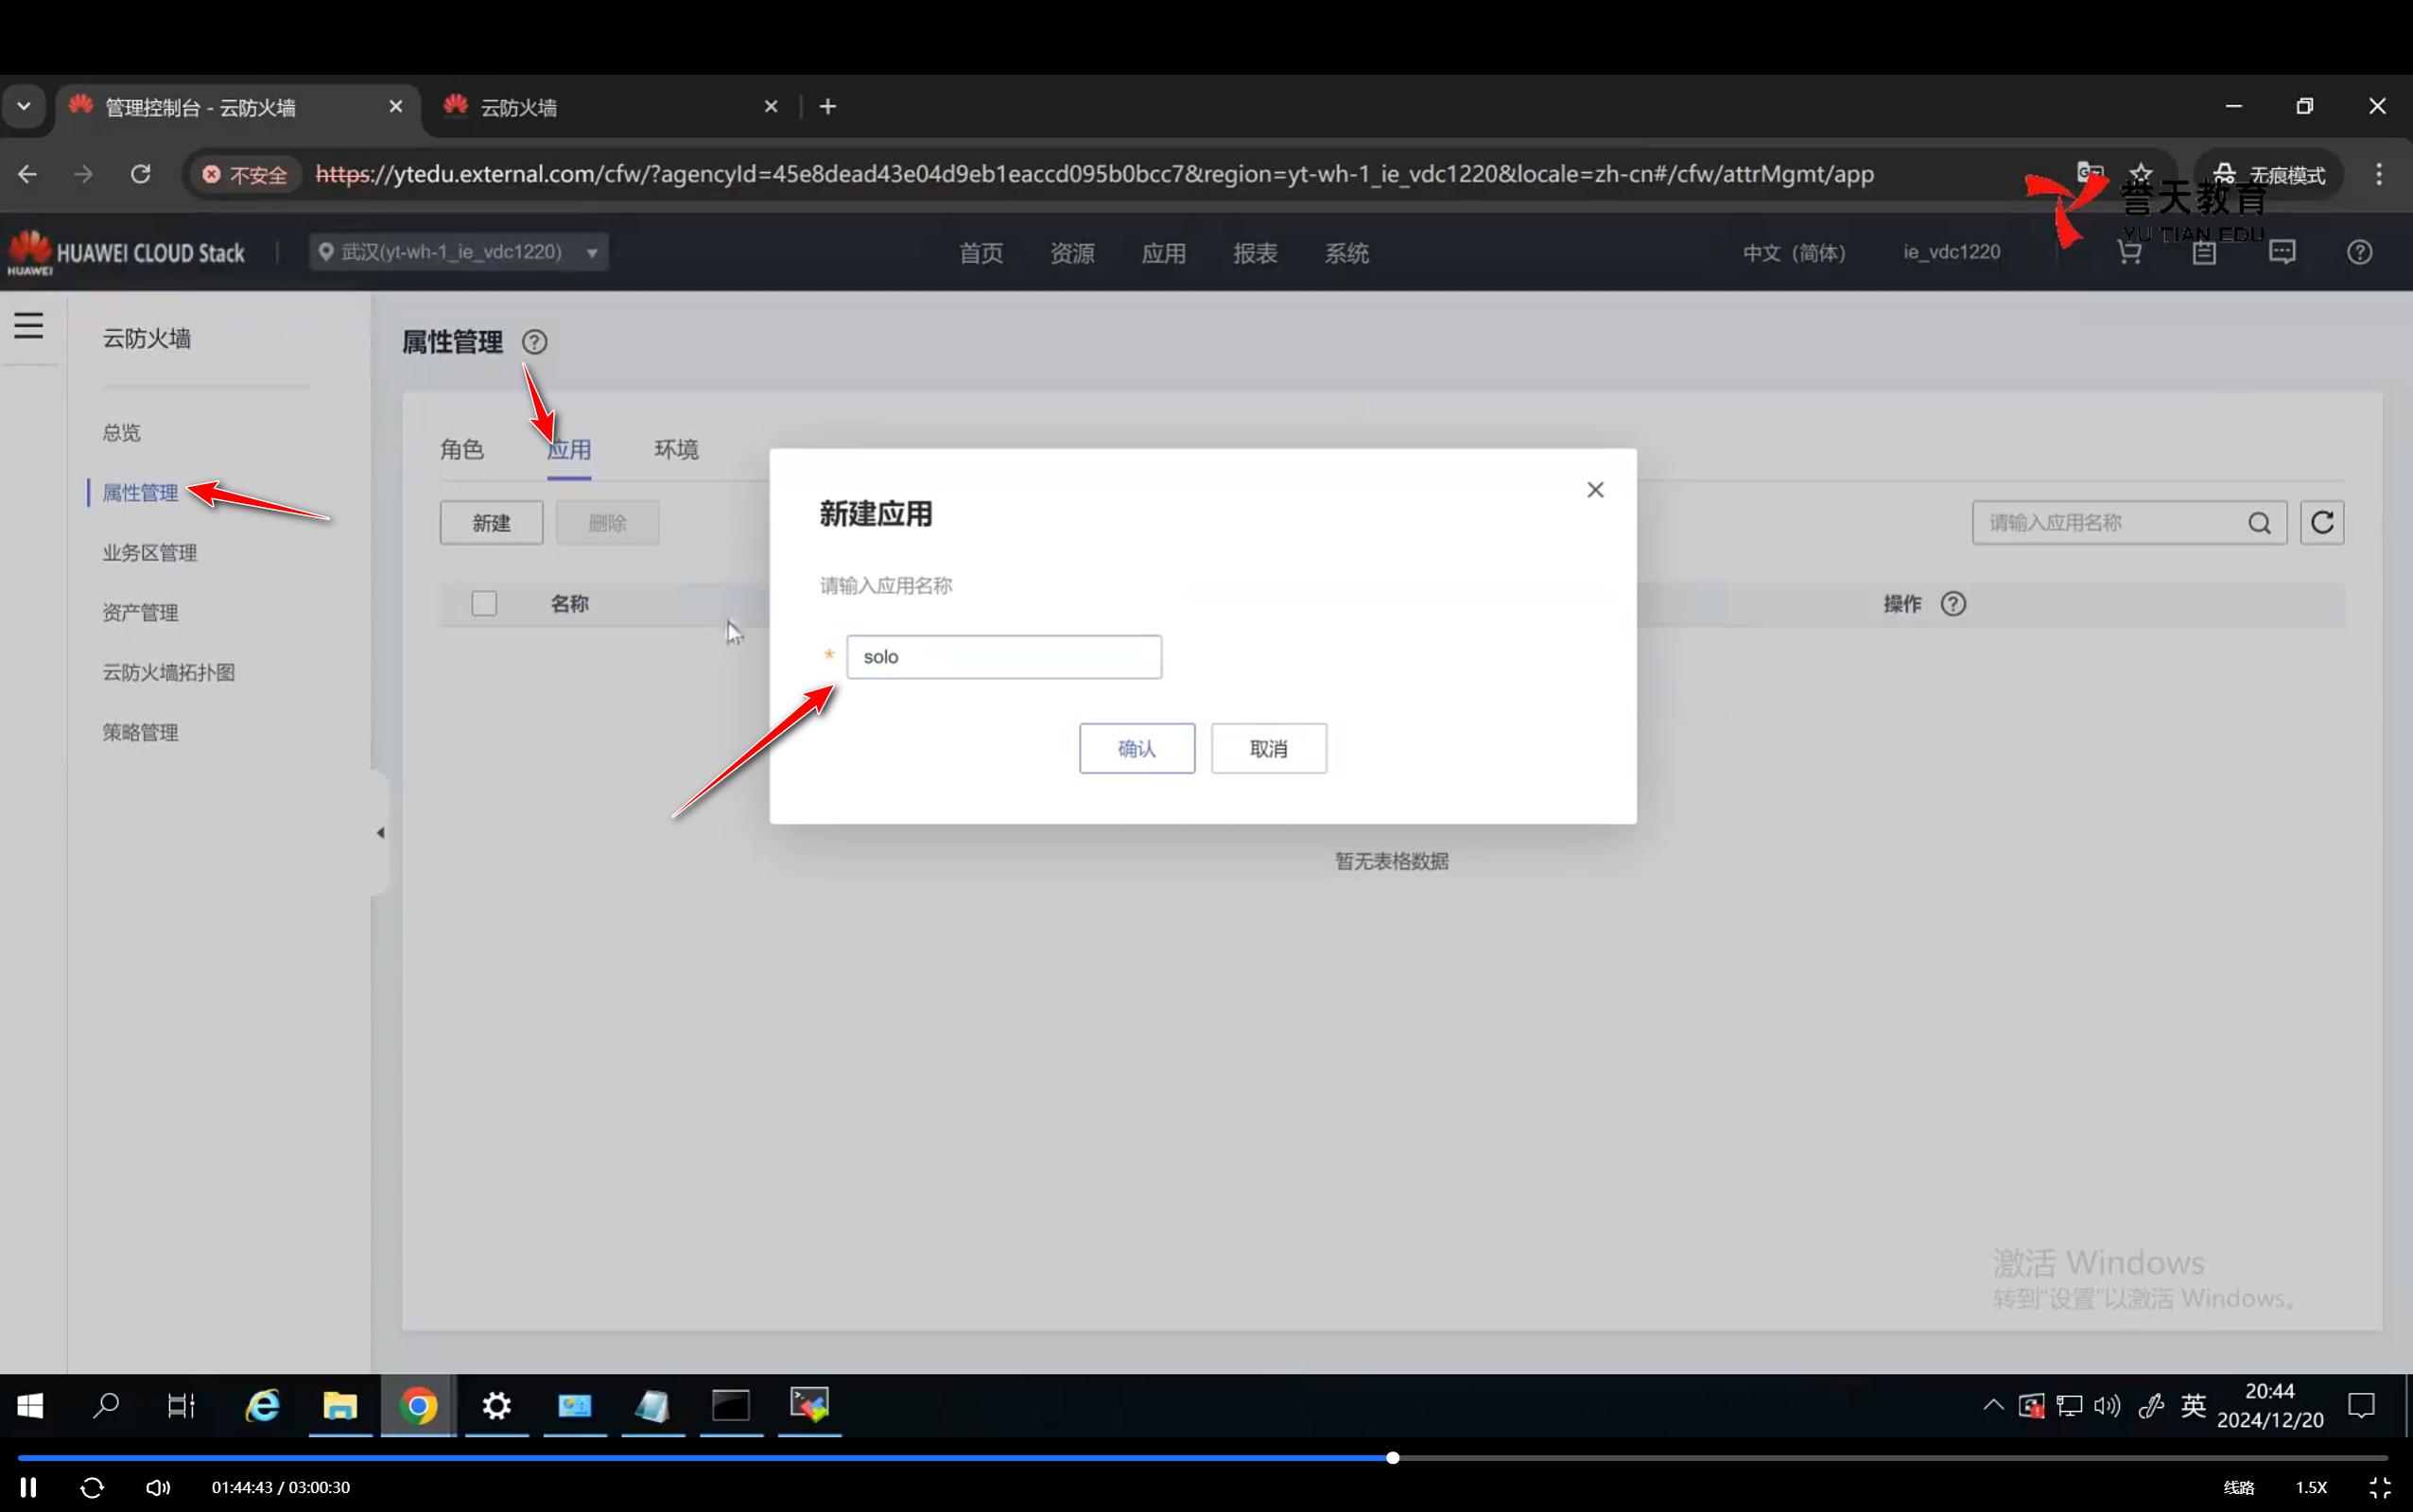 管理控制台 - 云防火墙
云防火墙
不安全
https://ytedu.external.com/cfw/?agencyId=45e8dead43e04d9eb1eaccd095b0bcc7&region=yt-wh-1_ie_vdc1220&locale=zh-cn#/cfw/attrMgmt/app
无痕模式
誉天教育
YU TIAN EDU
HUAWEI
HUAWEI CLOUD Stack
武汉(yt-wh-1_ie_vdc1220)
首页
资源
应用
报表
系统
中文（简体）
ie_vdc1220
云防火墙
总览
属性管理
业务区管理
资产管理
云防火墙拓扑图
策略管理
属性管理
角色
应用
环境
新建
删除
请输入应用名称
名称
操作
新建应用
请输入应用名称
* solo
确认
取消
暂无表格数据
激活 Windows
转到“设置”以激活 Windows。
英
20:44
2024/12/20
01:44:43 / 03:00:30
线路
1.5X